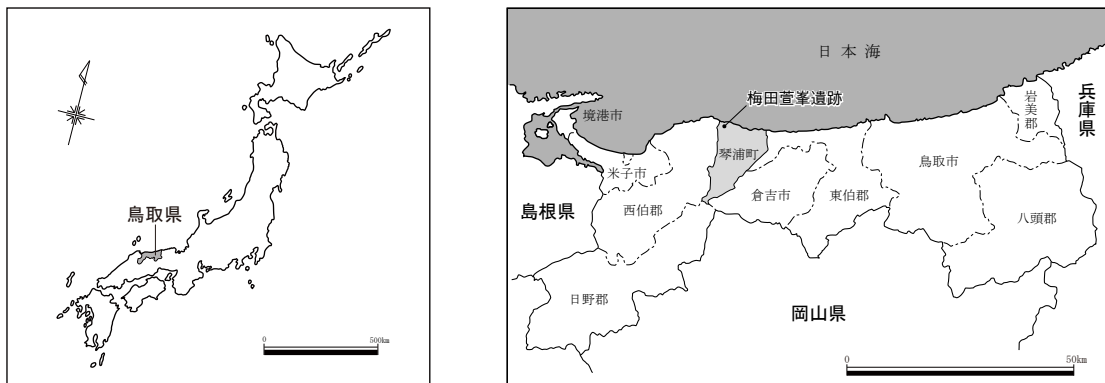 鳥取県
0
500km
日本海
梅田萱峯遺跡
境港市
米子市
琴浦町
西伯郡
倉吉市
東伯郡
鳥取市
岩美郡
兵庫県
八頭郡
島根県
日野郡
岡山県
0
50km